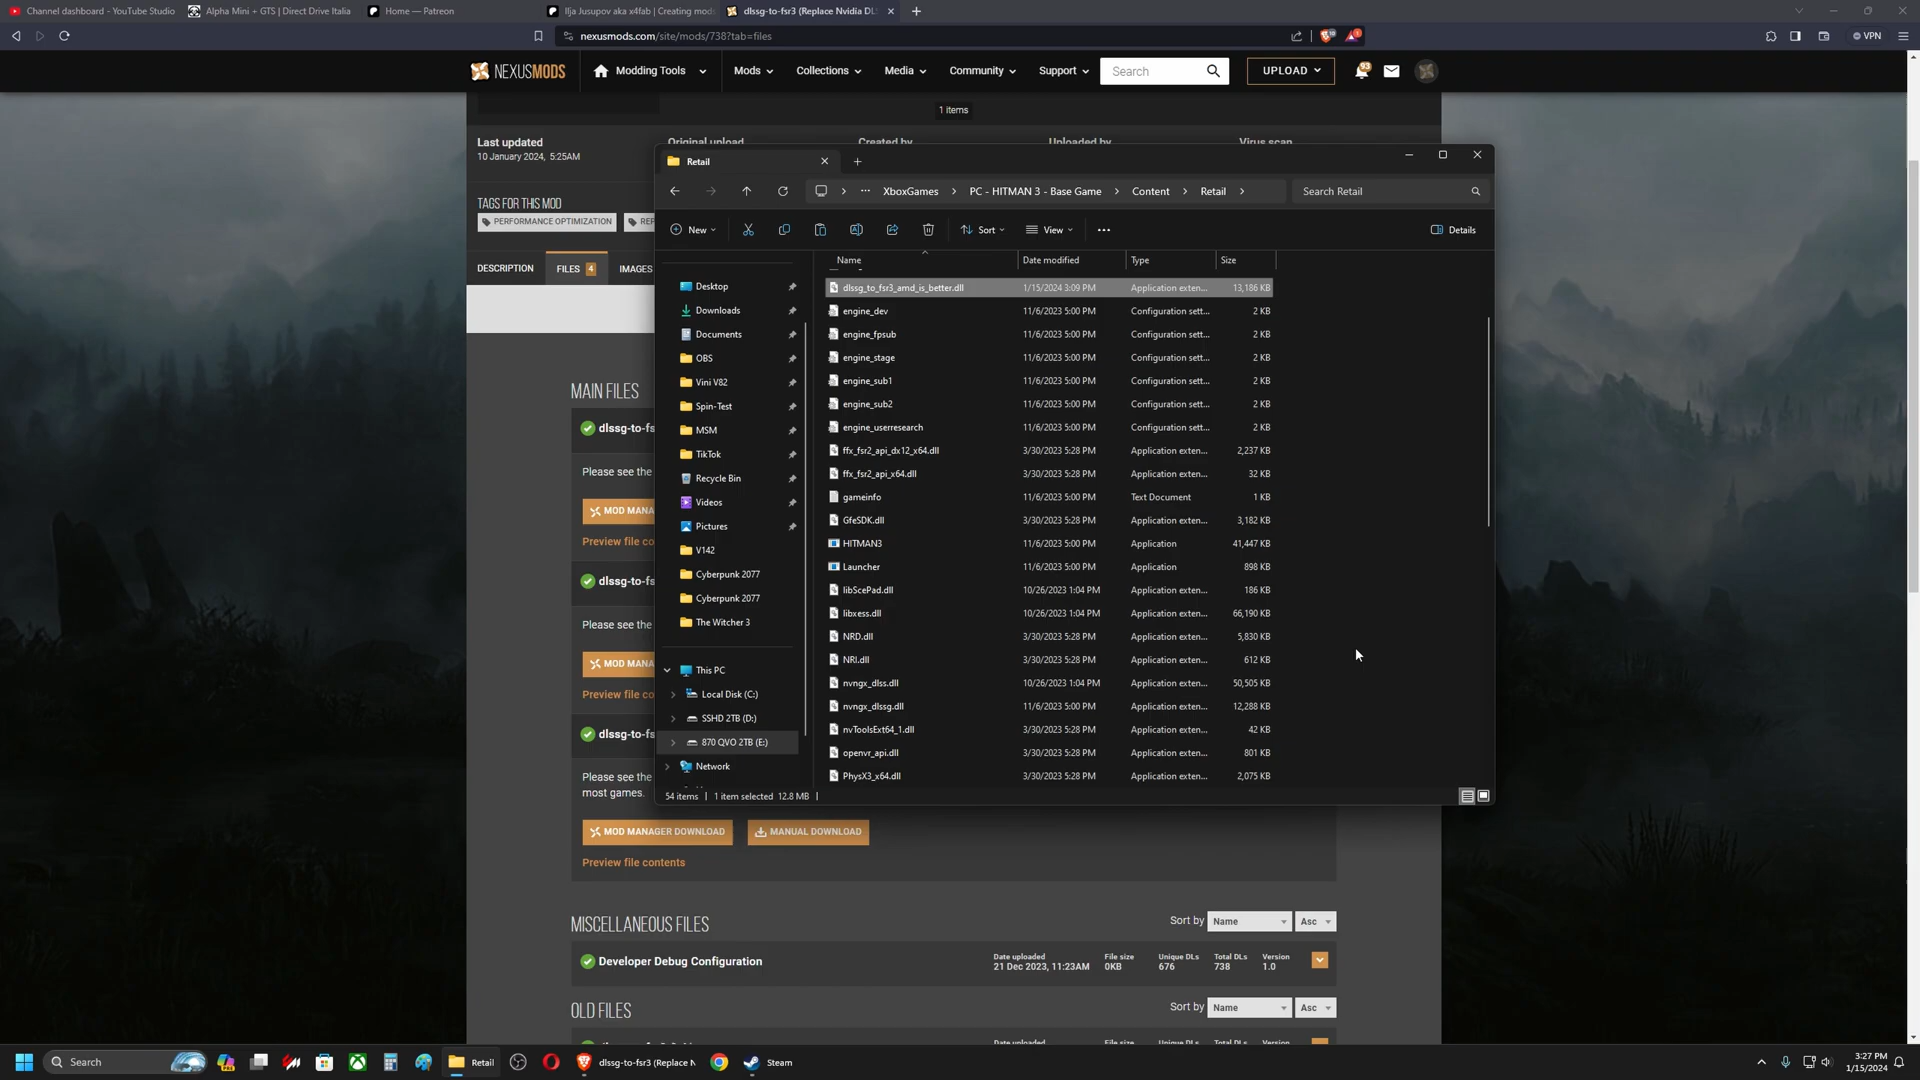 Channel dashboard - YouTube Studio
Alpha Mini + GTS | Direct Drive Italia
Home — Patreon
Ilja Jusupov aka x4fab | Creating mod
dlssg-to-fsr3 (Replace Nvidia DL
nexusmods.com/site/mods/738?tab=files
VPN
NEXUSMODS
Modding Tools
Mods
Collections
Media
Community
Support
Search
UPLOAD
93
1 items
Last updated
10 January 2024, 5:25AM
Original upload
Created by
Uploaded by
Virus scan
TAGS FOR THIS MOD
PERFORMANCE OPTIMIZATION
REP
DESCRIPTION
FILES 4
IMAGES
MAIN FILES
dlssg-to-fs
Please see the
MOD MANA
Preview file co
dlssg-to-fs
Please see the
MOD MANA
Preview file co
dlssg-to-fs
Please see the
most games.
MOD MANAGER DOWNLOAD
MANUAL DOWNLOAD
Preview file contents
MISCELLANEOUS FILES
Sort by Name Asc
Developer Debug Configuration
Date uploaded File size Unique DLs Total DLs Version
21 Dec 2023, 11:23AM 0KB 676 738 1.0
OLD FILES
Sort by Name Asc
Retail
XboxGames > PC - HITMAN 3 - Base Game > Content > Retail >
Search Retail
New
Sort
View
Details
Desktop
Downloads
Documents
OBS
Vini V82
Spin-Test
MSM
TikTok
Recycle Bin
Videos
Pictures
V142
Cyberpunk 2077
Cyberpunk 2077
The Witcher 3
This PC
Local Disk (C:)
SSHD 2TB (D:)
870 QVO 2TB (E:)
Network
Name Date modified Type Size
dlssg_to_fsr3_amd_is_better.dll 1/15/2024 3:09 PM Application exten... 13,186 KB
engine_dev 11/6/2023 5:00 PM Configuration sett... 2 KB
engine_fpsub 11/6/2023 5:00 PM Configuration sett... 2 KB
engine_stage 11/6/2023 5:00 PM Configuration sett... 2 KB
engine_sub1 11/6/2023 5:00 PM Configuration sett... 2 KB
engine_sub2 11/6/2023 5:00 PM Configuration sett... 2 KB
engine_userresearch 11/6/2023 5:00 PM Configuration sett... 2 KB
ffx_fsr2_api_dx12_x64.dll 3/30/2023 5:28 PM Application exten... 2,237 KB
ffx_fsr2_api_x64.dll 3/30/2023 5:28 PM Application exten... 32 KB
gameinfo 11/6/2023 5:00 PM Text Document 1 KB
GfeSDK.dll 3/30/2023 5:28 PM Application exten... 3,182 KB
HITMAN3 11/6/2023 5:00 PM Application 41,447 KB
Launcher 11/6/2023 5:00 PM Application 898 KB
libScePad.dll 10/26/2023 1:04 PM Application exten... 186 KB
libxess.dll 10/26/2023 1:04 PM Application exten... 66,190 KB
NRD.dll 3/30/2023 5:28 PM Application exten... 5,830 KB
NRI.dll 3/30/2023 5:28 PM Application exten... 612 KB
nvngx_dlss.dll 10/26/2023 1:04 PM Application exten... 50,505 KB
nvngx_dlssg.dll 11/6/2023 5:00 PM Application exten... 12,288 KB
nvToolsExt64_1.dll 3/30/2023 5:28 PM Application exten... 42 KB
openvr_api.dll 3/30/2023 5:28 PM Application exten... 801 KB
PhysX3_x64.dll 3/30/2023 5:28 PM Application exten... 2,075 KB
54 items | 1 item selected 12.8 MB |
Search
Retail
dlssg-to-fsr3 (Replace N
Steam
3:27 PM
1/15/2024